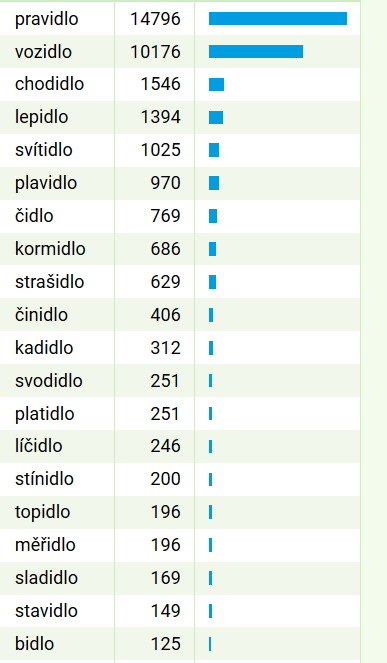 pravidlo 14796
vozidlo 10176
chodidlo 1546
lepidlo 1394
svítidlo 1025
plavidlo 970
čidlo 769
kormidlo 686
strašidlo 629
činidlo 406
kadidlo 312
svodidlo 251
platidlo 251
líčidlo 246
stínidlo 200
topidlo 196
měřidlo 196
sladidlo 169
stavidlo 149
bidlo 125